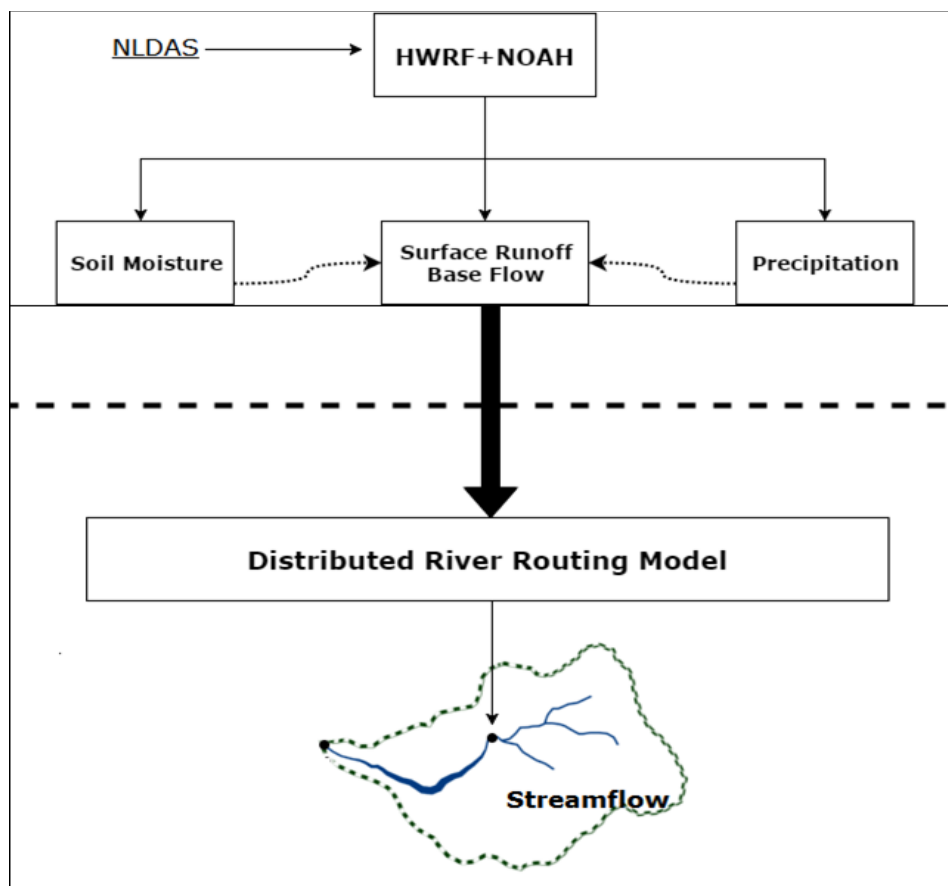 NLDAS
HWRF+NOAH
Soil Moisture
Surface Runoff
Base Flow
Precipitation
Distributed River Routing Model
Streamflow